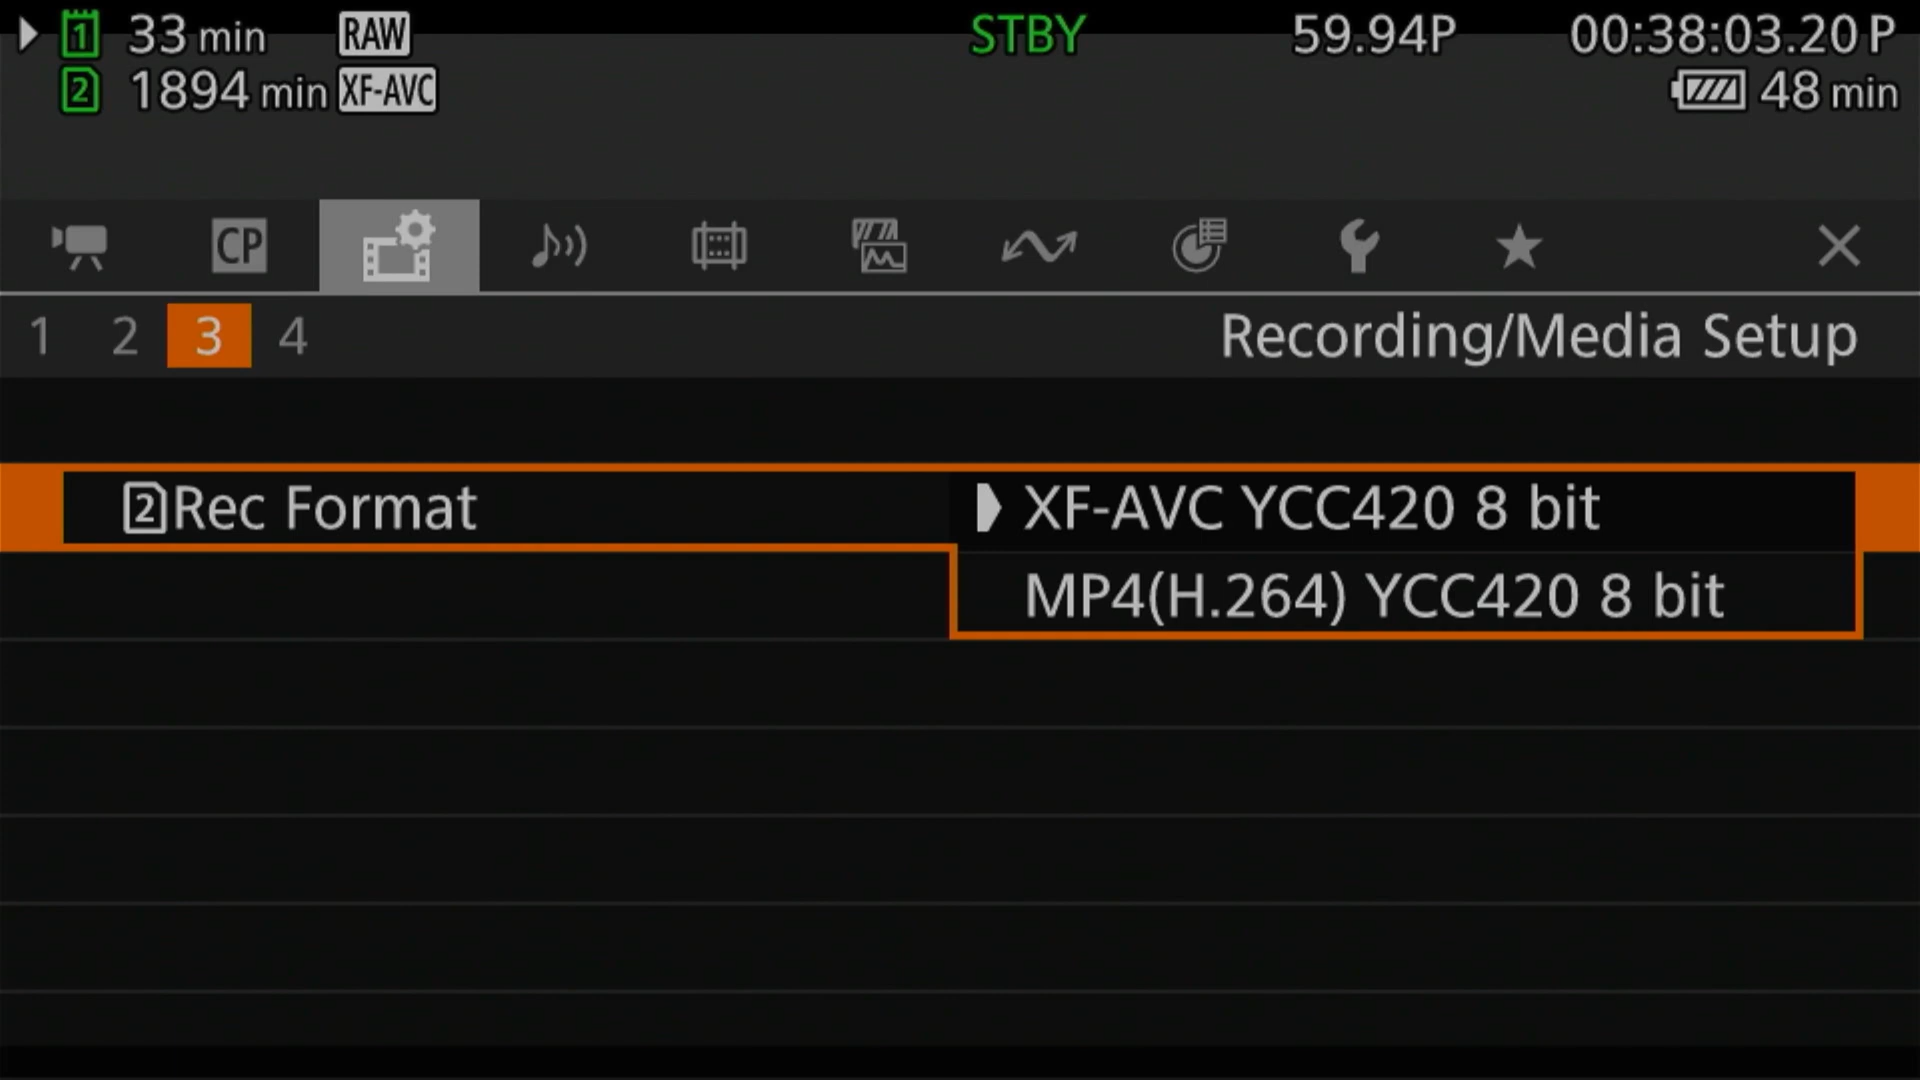 1 33 min RAW STBY 59.94P 00:38:03.20 P
2 1894 min XF-AVC 48 min
CP
1 2 3 4 Recording/Media Setup
2 Rec Format XF-AVC YCC420 8 bit
MP4(H.264) YCC420 8 bit